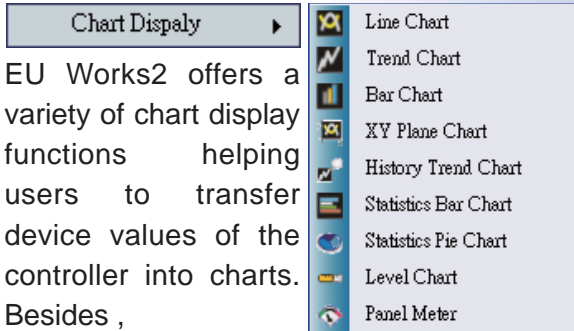 Chart Dispaly
EU Works2 offers a
variety of chart display
functions helping
users to transfer
device values of the
controller into charts.
Besides ,
Line Chart
Trend Chart
Bar Chart
XY Plane Chart
History Trend Chart
Statistics Bar Chart
Statistics Pie Chart
Level Chart
Panel Meter